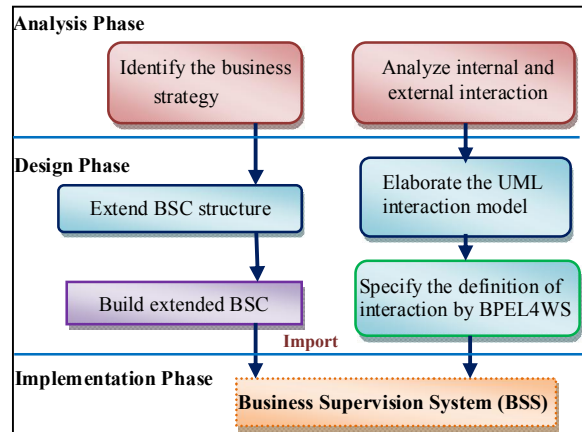 Analysis Phase
Identify the business
strategy
Analyze internal and
external interaction
Design Phase
Extend BSC structure
Elaborate the UML
interaction model
Build extended BSC
Specify the definition of
interaction by BPEL4WS
Import
Implementation Phase
Business Supervision System (BSS)